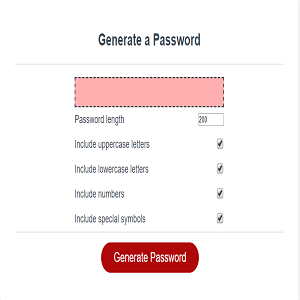 Generate a Password
Password length 200
Include uppercase letters
Include lowercase letters
Include numbers
Include special symbols
Generate Password